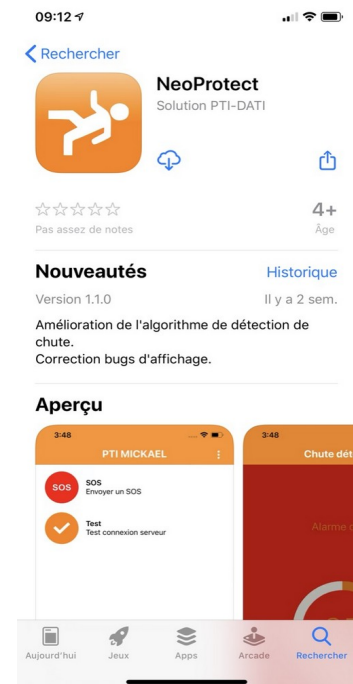 09:12
Rechercher
NeoProtect
Solution PTI-DATI
4+
Pas assez de notes
Âge
Nouveautés
Historique
Version 1.1.0
Il y a 2 sem.
Amélioration de l'algorithme de détection de
chute.
Correction bugs d'affichage.
Aperçu
3:48
PTI MICKAEL
SOS
SOS
Envoyer un SOS
Test
Test connexion serveur
3:48
Chute dét
Alarme d
Aujourd'hui
Jeux
Apps
Arcade
Rechercher